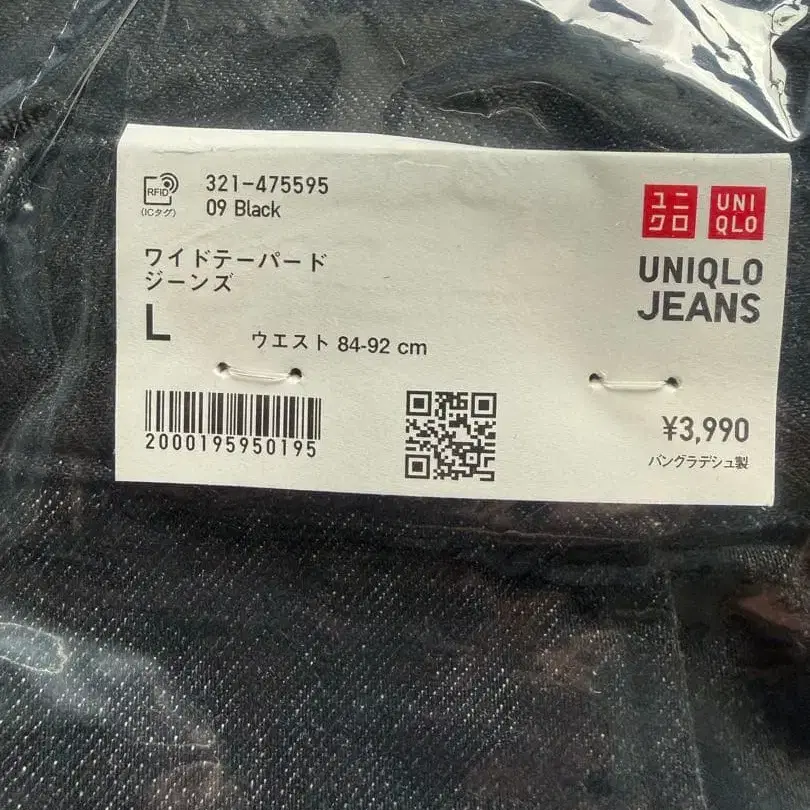 RFID
(ICタグ)
321-475595
09 Black
ユニ
クロ
UNI
QLO
UNIQLO
JEANS
ワイドテーパード
ジーンズ
L
ウエスト 84-92 cm
2000195950195
¥3,990
バングラデシュ製